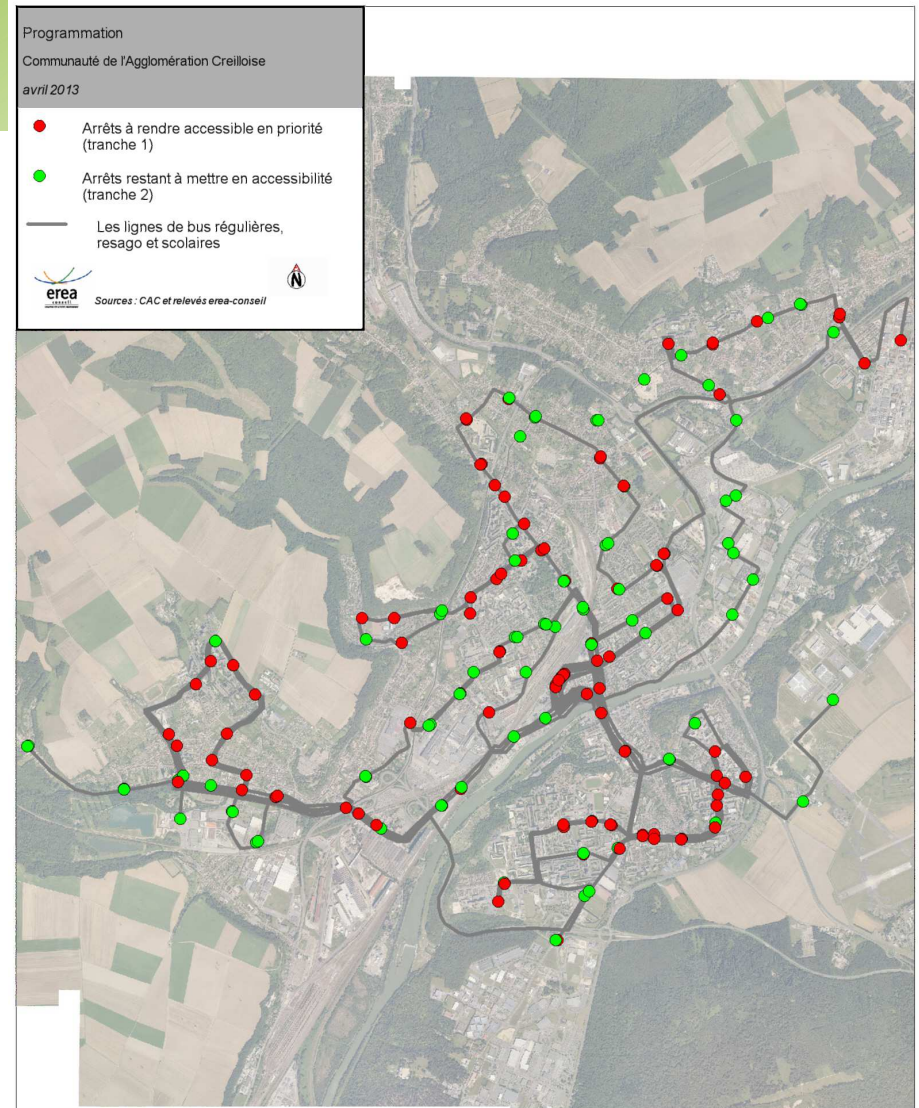 Programmation
Communauté de l'Agglomération Creilloise
avril 2013
Arrêts à rendre accessible en priorité
(tranche 1)
Arrêts restant à mettre en accessibilité
(tranche 2)
Les lignes de bus régulières,
resago et scolaires
N
erea
conseil
Sources : CAC et relevés erea-conseil